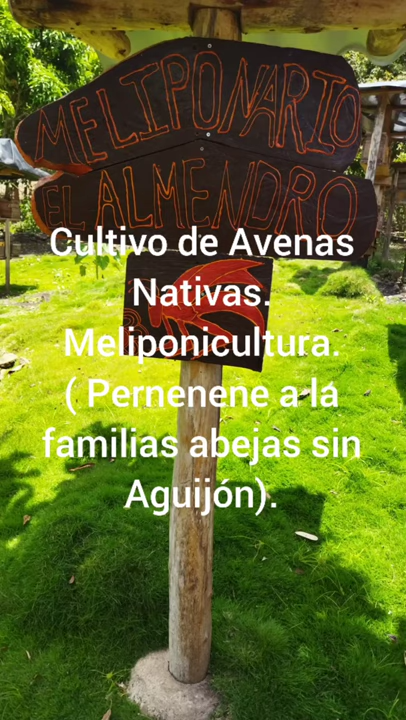 MELIPONARIO
EL ALMENDRO
Cultivo de Avenas
Nativas.
Meliponicultura.
( Pernenene a la
familias abejas sin
Aguijón).